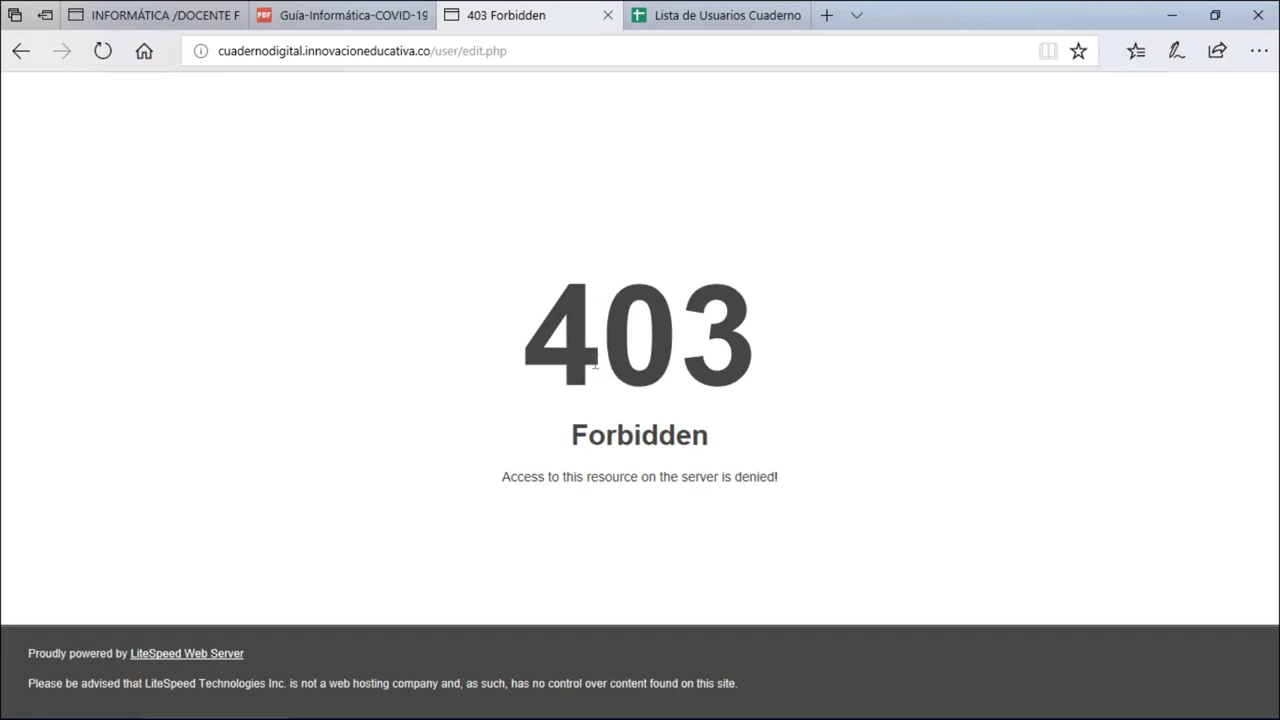 INFORMÁTICA /DOCENTE F
Guía-Informática-COVID-19
403 Forbidden
Lista de Usuarios Cuaderno
cuadernodigital.innovacioneducativa.co/user/edit.php
403
Forbidden
Access to this resource on the server is denied!
Proudly powered by LiteSpeed Web Server
Please be advised that LiteSpeed Technologies Inc. is not a web hosting company and, as such, has no control over content found on this site.